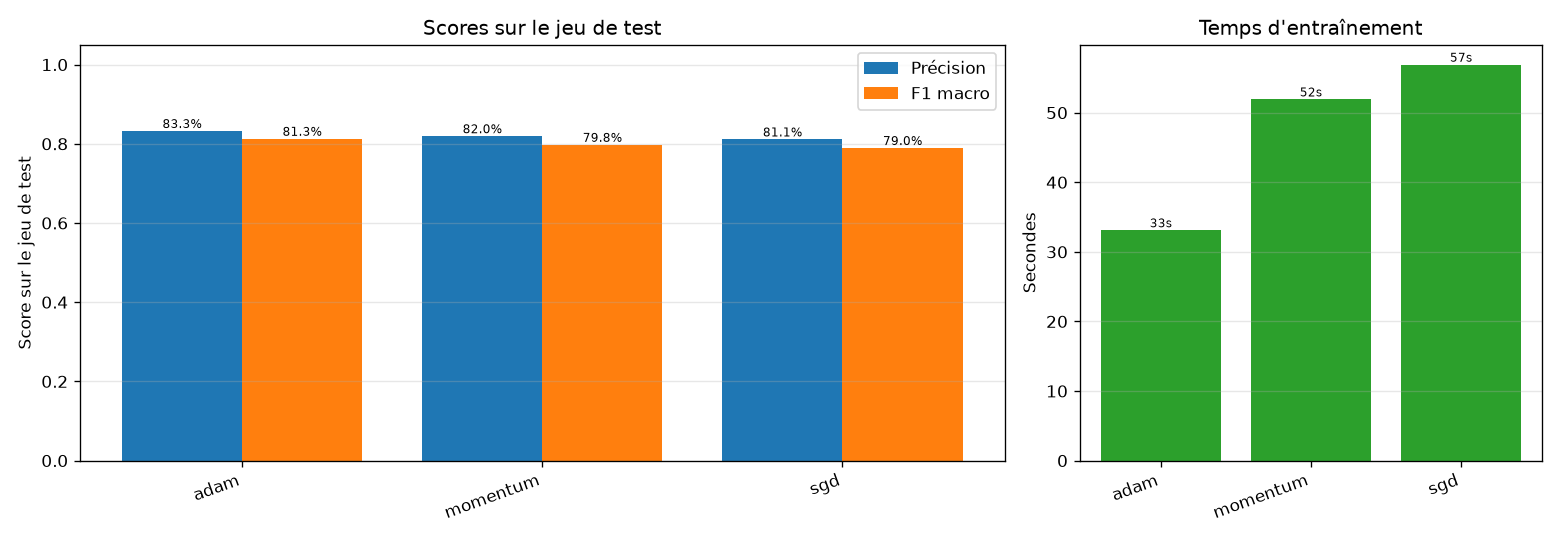 Scores sur le jeu de test
Score sur le jeu de test
1.0
0.8
0.6
0.4
0.2
0.0
Précision
F1 macro
83.3%
81.3%
82.0%
79.8%
81.1%
79.0%
adam
momentum
sgd
Temps d'entraînement
Secondes
50
40
30
20
10
0
33s
52s
57s
adam
momentum
sgd